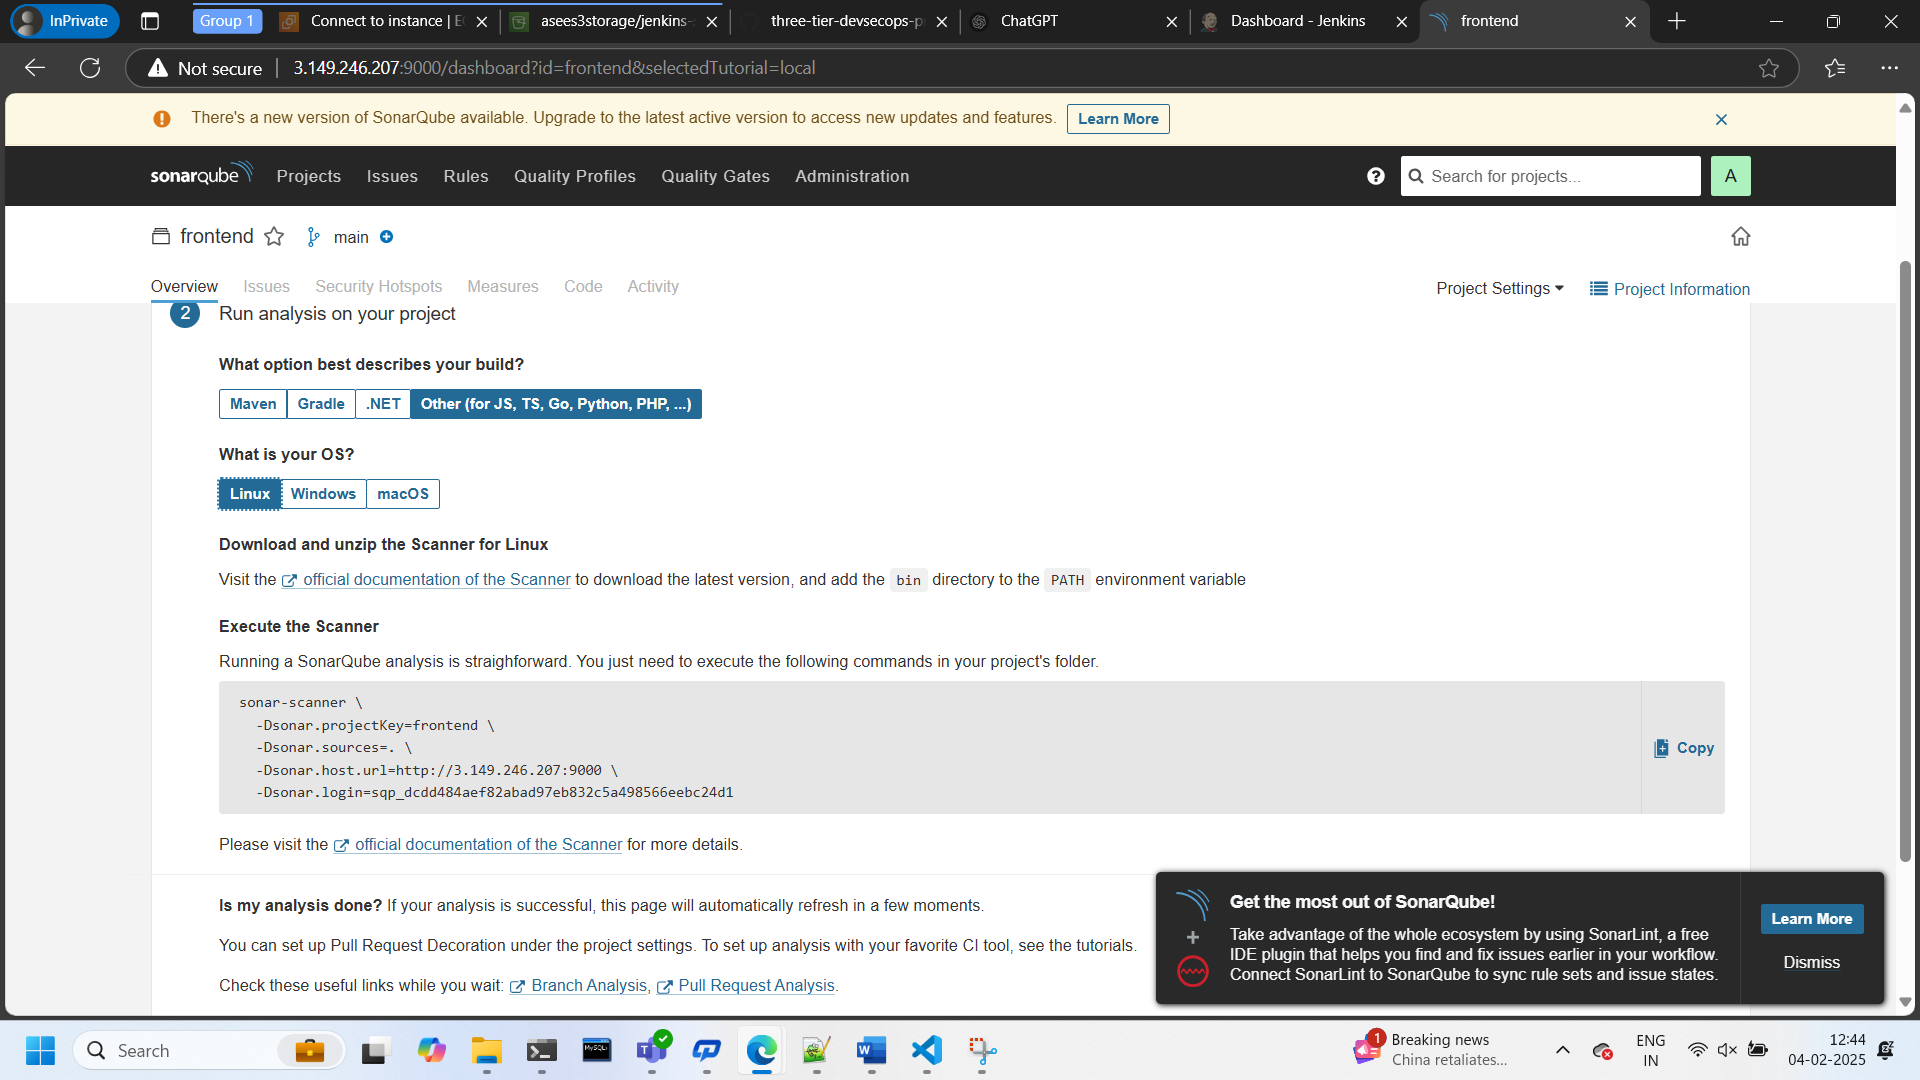 InPrivate
Group 1
Connect to instance | E
asees3storage/jenkins-
three-tier-devsecops-p
ChatGPT
Dashboard - Jenkins
frontend
Not secure
3.149.246.207:9000/dashboard?id=frontend&selectedTutorial=local
There's a new version of SonarQube available. Upgrade to the latest active version to access new updates and features.
Learn More
sonarqube
Projects
Issues
Rules
Quality Profiles
Quality Gates
Administration
Search for projects...
A
frontend
main
Overview
Issues
Security Hotspots
Measures
Code
Activity
Project Settings
Project Information
2
Run analysis on your project
What option best describes your build?
Maven
Gradle
.NET
Other (for JS, TS, Go, Python, PHP, ...)
What is your OS?
Linux
Windows
macOS
Download and unzip the Scanner for Linux
Visit the official documentation of the Scanner to download the latest version, and add the bin directory to the PATH environment variable
Execute the Scanner
Running a SonarQube analysis is straighforward. You just need to execute the following commands in your project's folder.
sonar-scanner \
-Dsonar.projectKey=frontend \
-Dsonar.sources=. \
-Dsonar.host.url=http://3.149.246.207:9000 \
-Dsonar.login=sqp_dcdd484aef82abad97eb832c5a498566eebc24d1
Copy
Please visit the official documentation of the Scanner for more details.
Is my analysis done? If your analysis is successful, this page will automatically refresh in a few moments.
You can set up Pull Request Decoration under the project settings. To set up analysis with your favorite CI tool, see the tutorials.
Check these useful links while you wait: Branch Analysis, Pull Request Analysis.
Get the most out of SonarQube!
Take advantage of the whole ecosystem by using SonarLint, a free
IDE plugin that helps you find and fix issues earlier in your workflow.
Connect SonarLint to SonarQube to sync rule sets and issue states.
Learn More
Dismiss
Search
MySQL
1
Breaking news
China retaliates...
ENG
IN
12:44
04-02-2025